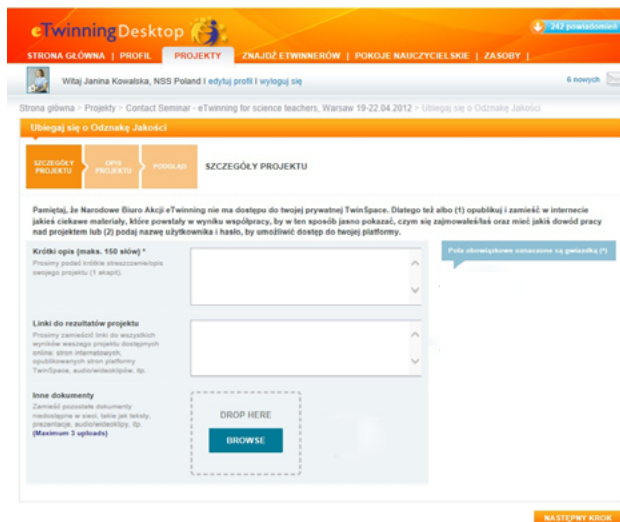 eTwinning Desktop
242 powiadomień
STRONA GŁÓWNA | PROFIL PROJEKTY ZNAJDŹ ETWINNERÓW | POKOJE NAUCZYCIELSKIE | ZASOBY |
Witaj Janina Kowalska, NSS Poland I edytuj profil I wyloguj się
6 nowych
Strona główna > Projekty > Contact Seminar - eTwinning for science teachers, Warsaw 19-22.04.2012 > Ubiegaj się o Odznakę Jakości
Ubiegaj się o Odznakę Jakości
SZCZEGÓŁY PROJEKTU
OPIS PROJEKTU
PODGLĄD
SZCZEGÓŁY PROJEKTU
Pamiętaj, że Narodowe Biuro Akcji eTwinning nie ma dostępu do twojej prywatnej TwinSpace. Dlatego też albo (1) opublikuj i zamieść w internecie
jakieś ciekawe materiały, które powstały w wyniku współpracy, by w ten sposób jasno pokazać, czym się zajmowałeś/łaś oraz mieć jakiś dowód pracy
nad projektem lub (2) podaj nazwę użytkownika i hasło, by umożliwić dostęp do twojej platformy.
Krótki opis (maks. 150 słów) *
Prosimy podać krótkie streszczenie/opis
swojego projektu (1 akapit).
Pola obowiązkowe oznaczone są gwiazdką (*)
Linki do rezultatów projektu
Prosimy zamieścić linki do wszystkich
wyników waszego projektu dostępnych
online: stron internetowych,
opublikowanych stron platformy
TwinSpace, audio/wideoklipów, itp.
Inne dokumenty
Zamieść pozostałe dokumenty
niedostępne w sieci, takie jak teksty,
prezentacje, audio/wideoklipy, itp.
(Maximum 3 uploads)
DROP HERE
BROWSE
NASTĘPNY KROK